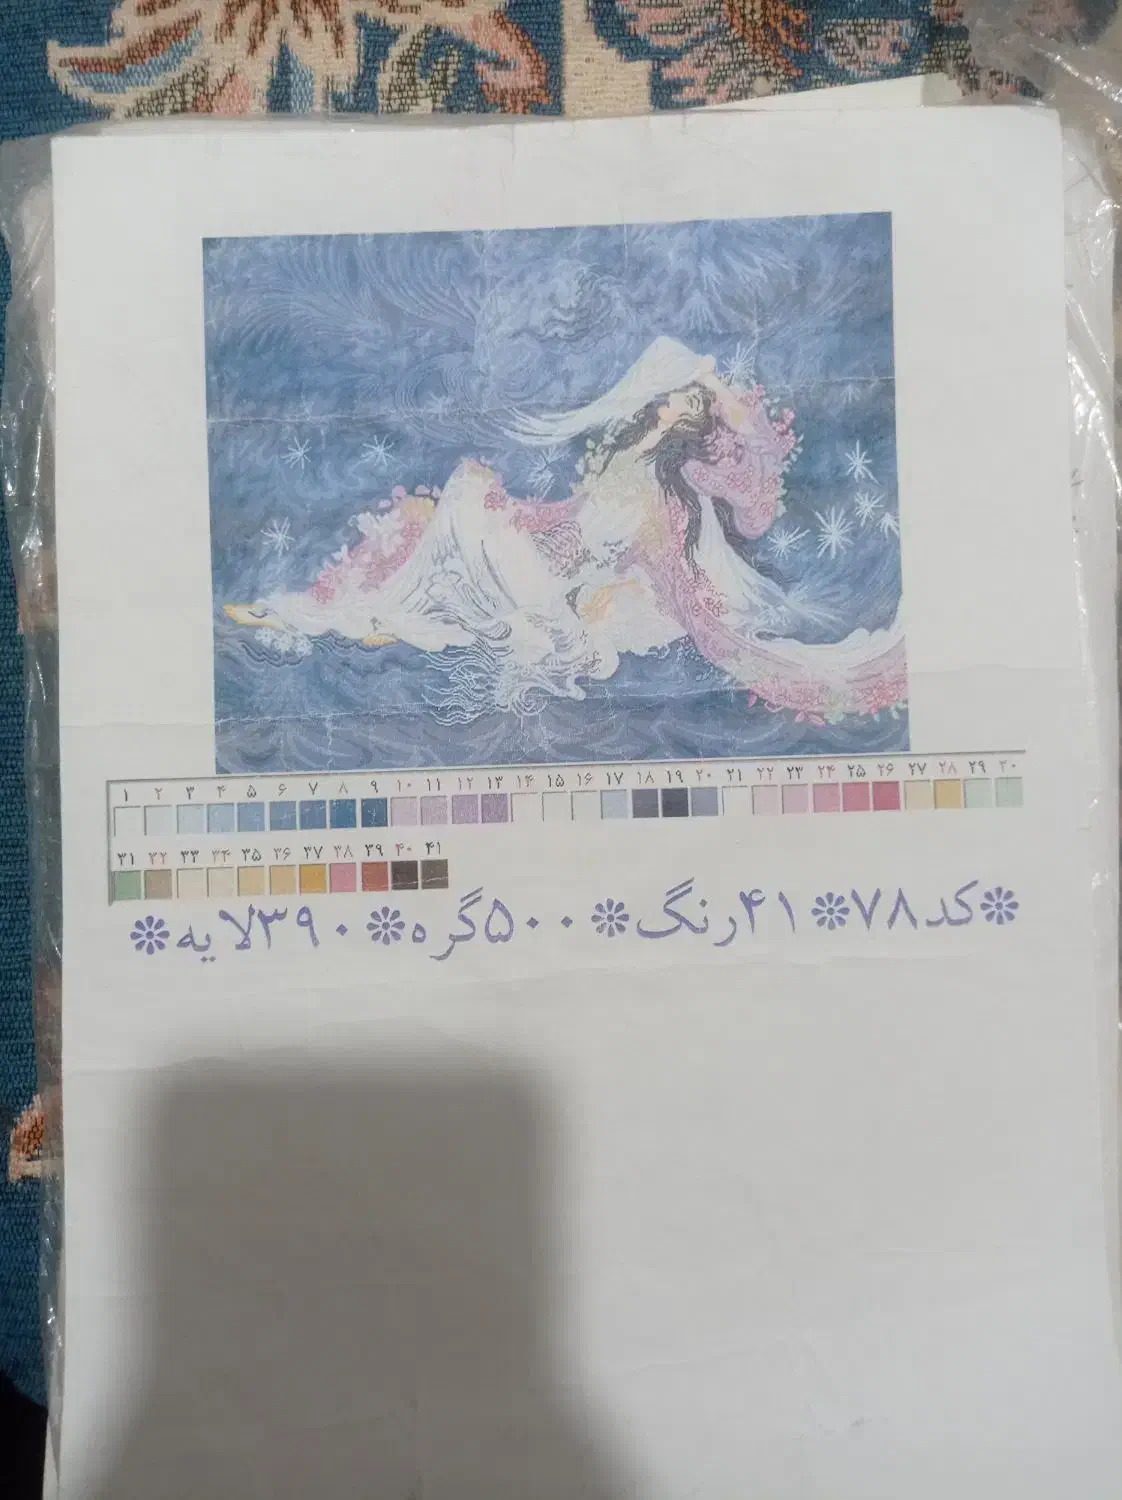 ۱ ۲ ۳ ۴ ۵ ۶ ۷ ۸ ۹ ۱۰ ۱۱ ۱۲ ۱۳ ۱۴ ۱۵ ۱۶ ۱۷ ۱۸ ۱۹ ۲۰ ۲۱ ۲۲ ۲۳ ۲۴ ۲۵ ۲۶ ۲۷ ۲۸ ۲۹ ۳۰
۳۱ ۳۲ ۳۳ ۳۴ ۳۵ ۳۶ ۳۷ ۳۸ ۳۹ ۴۰ ۴۱
❊کد۷۸❊۴۱رنگ❊۵۰۰گره❊۳۹۰لایه❊